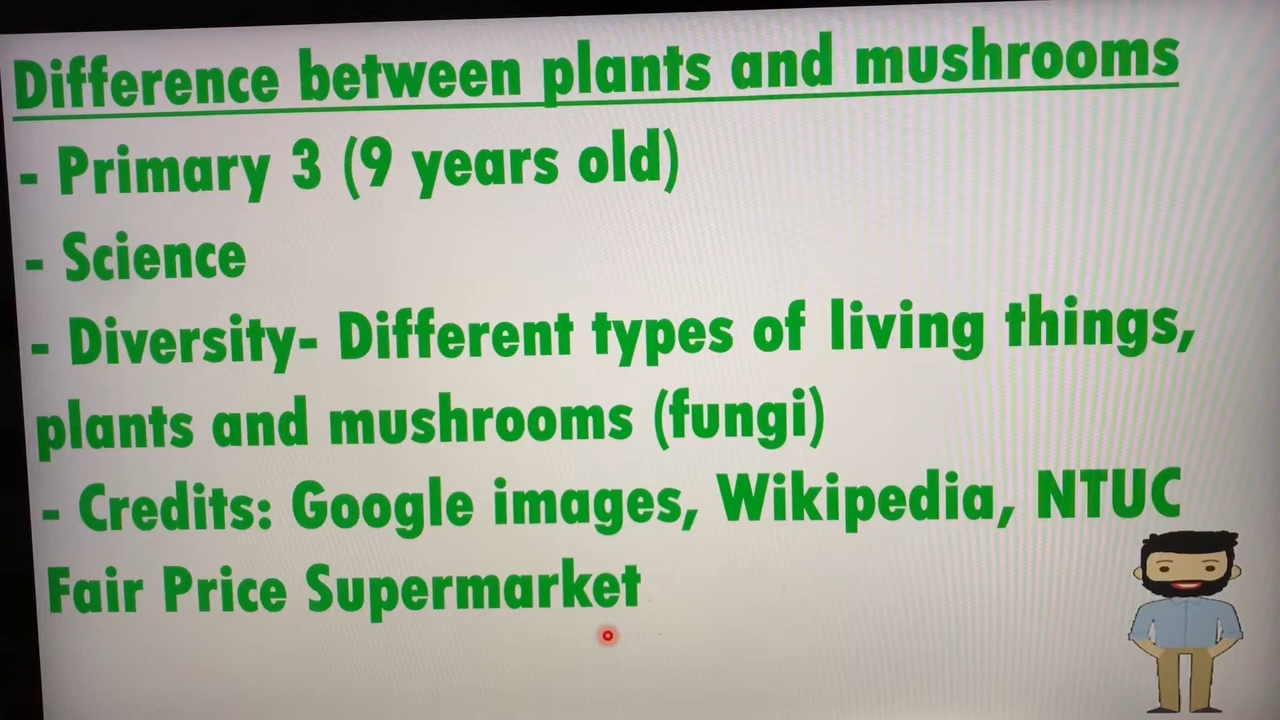 Difference between plants and mushrooms
- Primary 3 (9 years old)
- Science
- Diversity- Different types of living things,
plants and mushrooms (fungi)
- Credits: Google images, Wikipedia, NTUC
Fair Price Supermarket